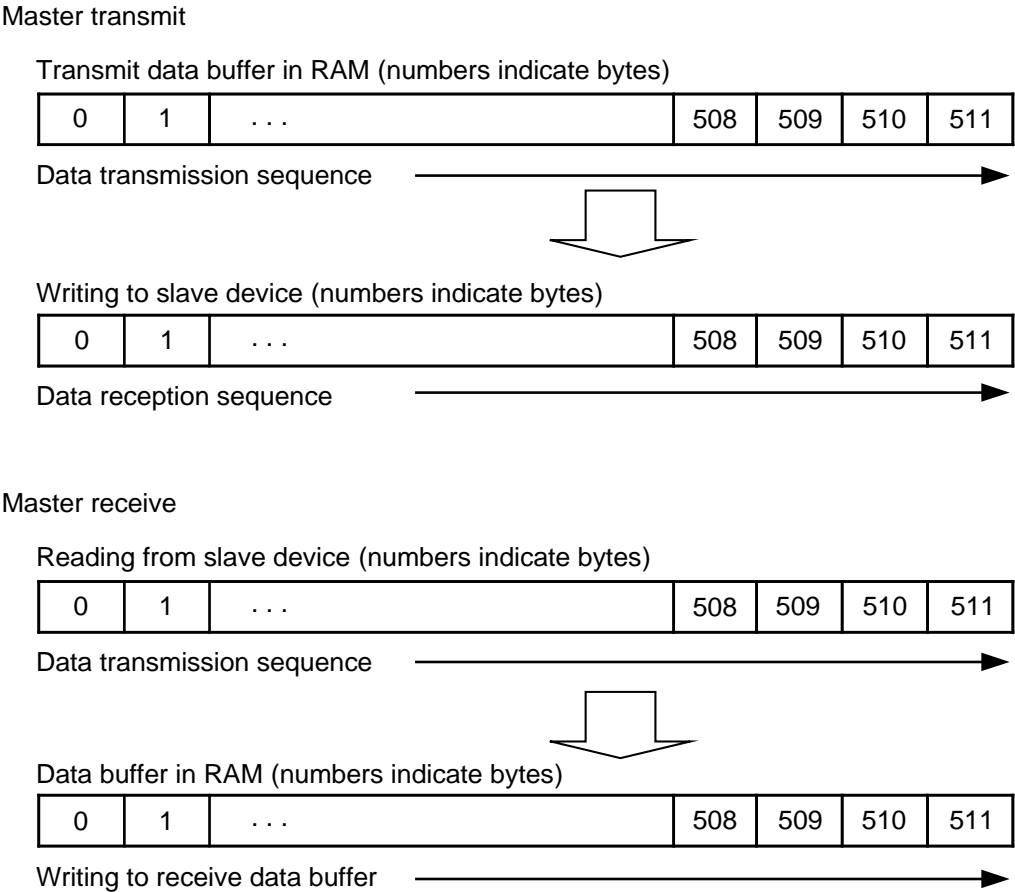 Master transmit
Transmit data buffer in RAM (numbers indicate bytes)
0 1 . . . 508 509 510 511
Data transmission sequence
Writing to slave device (numbers indicate bytes)
0 1 . . . 508 509 510 511
Data reception sequence
Master receive
Reading from slave device (numbers indicate bytes)
0 1 . . . 508 509 510 511
Data transmission sequence
Data buffer in RAM (numbers indicate bytes)
0 1 . . . 508 509 510 511
Writing to receive data buffer